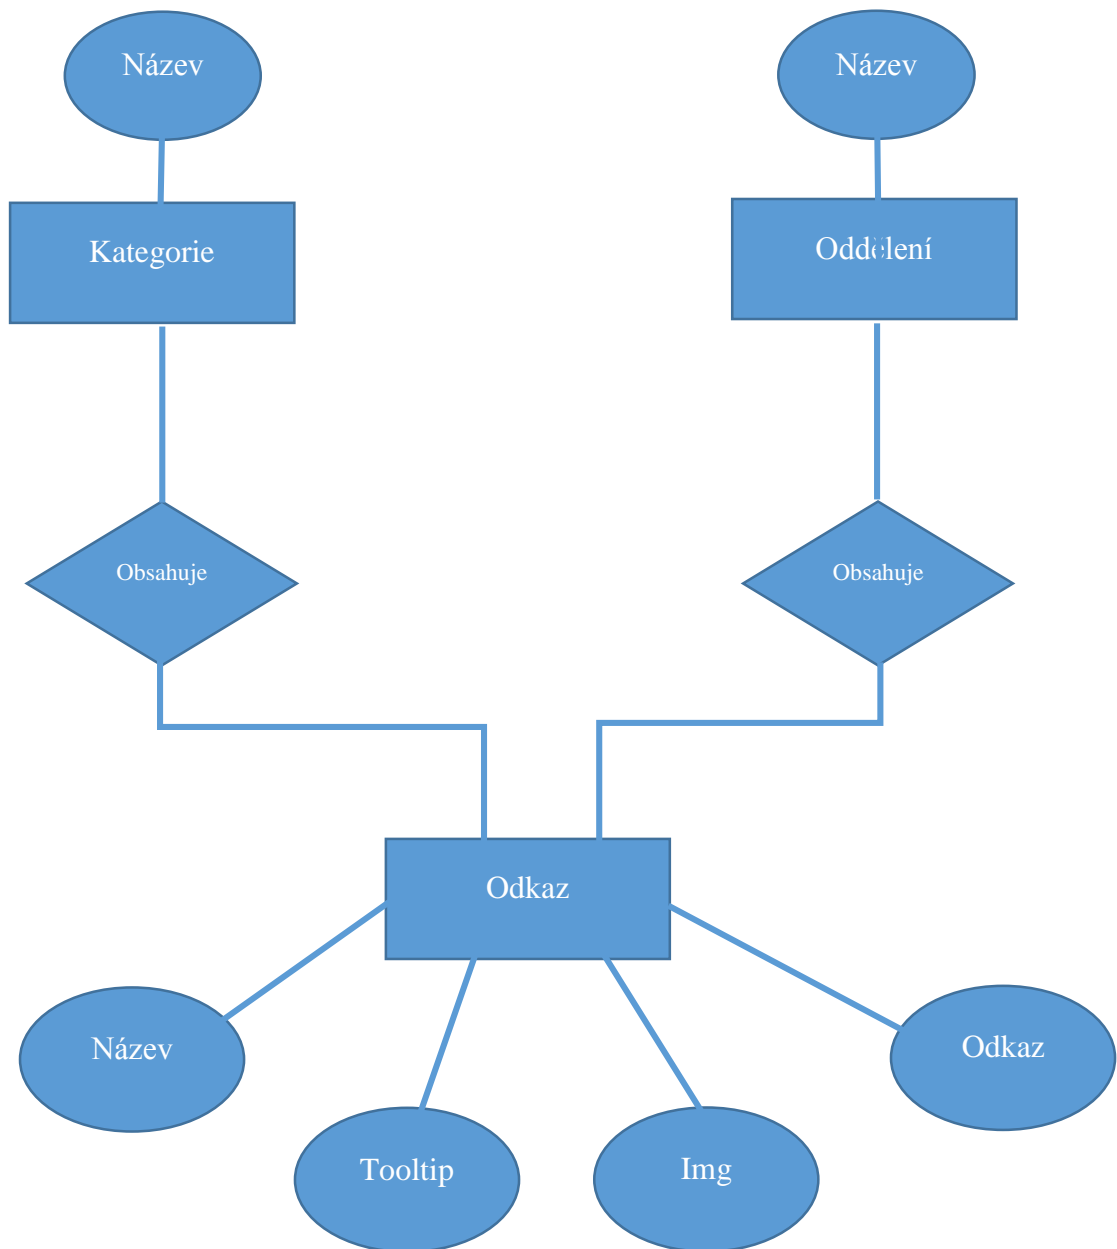 Název
Název
Kategorie
Oddělení
Obsahuje
Obsahuje
Odkaz
Název
Odkaz
Tooltip
Img